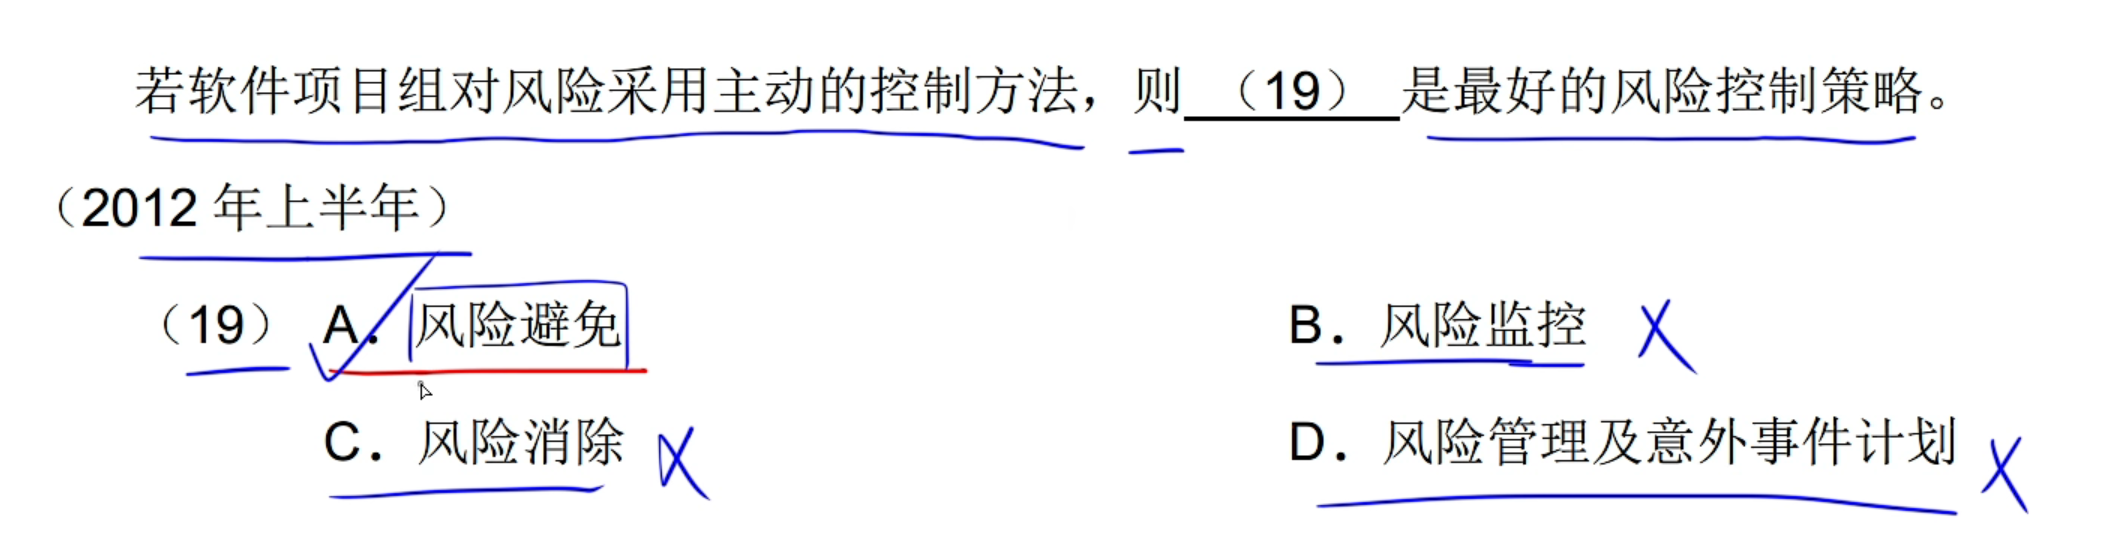 若软件项目组对风险采用主动的控制方法，则 （19） 是最好的风险控制策略。
（2012 年上半年）
（19） A．风险避免 B．风险监控
C．风险消除 D．风险管理及意外事件计划